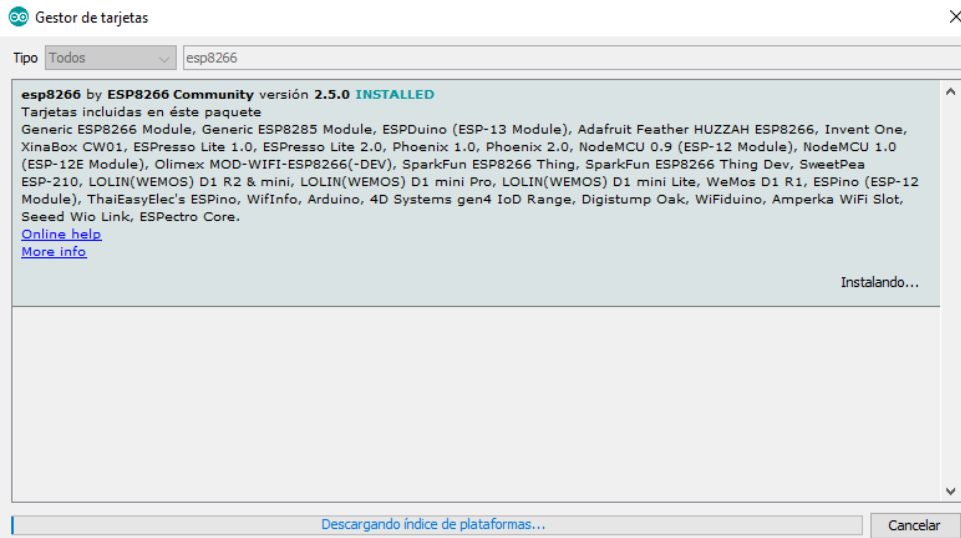 Gestor de tarjetas
Tipo Todos esp8266
esp8266 by ESP8266 Community versión 2.5.0 INSTALLED
Tarjetas incluidas en éste paquete
Generic ESP8266 Module, Generic ESP8285 Module, ESPDuino (ESP-13 Module), Adafruit Feather HUZZAH ESP8266, Invent One,
XinaBox CW01, ESPresso Lite 1.0, ESPresso Lite 2.0, Phoenix 1.0, Phoenix 2.0, NodeMCU 0.9 (ESP-12 Module), NodeMCU 1.0
(ESP-12E Module), Olimex MOD-WIFI-ESP8266(-DEV), SparkFun ESP8266 Thing, SparkFun ESP8266 Thing Dev, SweetPea
ESP-210, LOLIN(WEMOS) D1 R2 & mini, LOLIN(WEMOS) D1 mini Pro, LOLIN(WEMOS) D1 mini Lite, WeMos D1 R1, ESPino (ESP-12
Module), ThaiEasyElec's ESPino, WifInfo, Arduino, 4D Systems gen4 IoD Range, Digistump Oak, WiFiduino, Amperka WiFi Slot,
Seeed Wio Link, ESPectro Core.
Online help
More info
Instalando...
Descargando índice de plataformas...
Cancelar